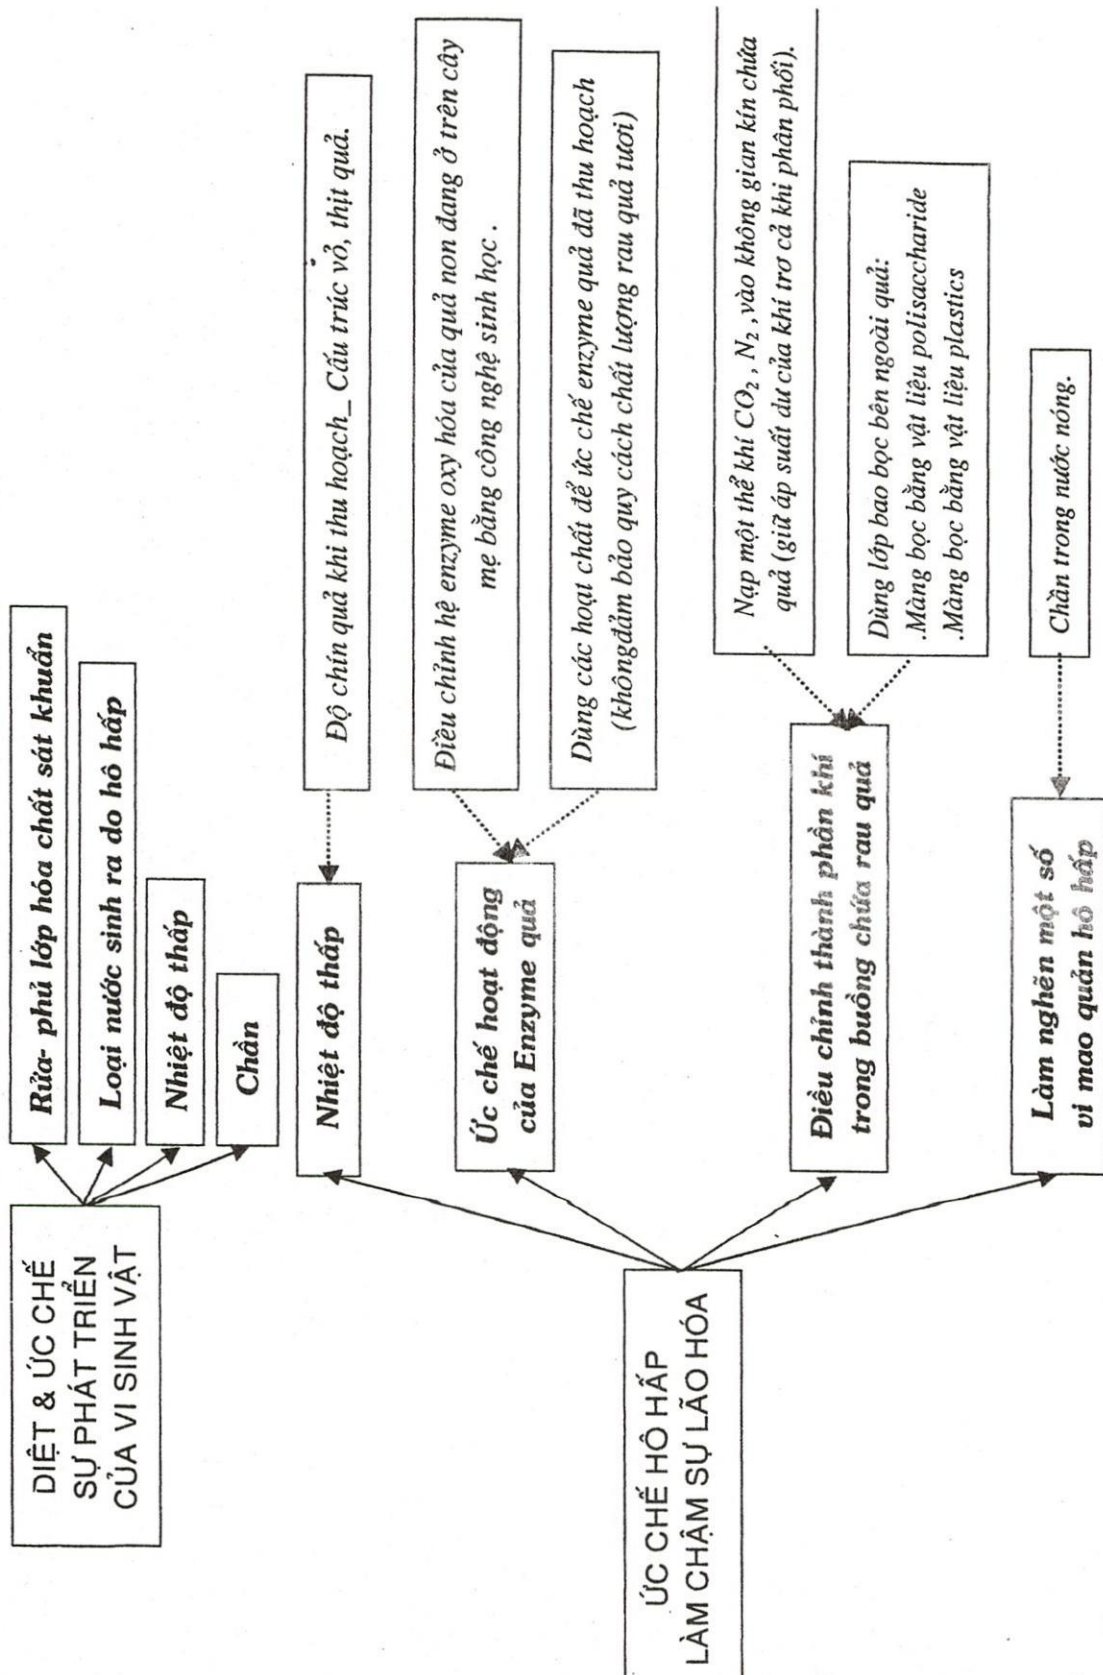 DIỆT & ỨC CHẾ
SỰ PHÁT TRIỂN
CỦA VI SINH VẬT
Rửa- phủ lớp hóa chất sát khuẩn
Loại nước sinh ra do hô hấp
Nhiệt độ thấp
Chần
ỨC CHẾ HÔ HẤP
LÀM CHẬM SỰ LÃO HÓA
Nhiệt độ thấp
Độ chín quả khi thu hoạch_ Cấu trúc vỏ, thịt quả.
Ức chế hoạt động
của Enzyme quả
Điều chỉnh hệ enzyme oxy hóa của quả non đang ở trên cây
mẹ bằng công nghệ sinh học .
Dùng các hoạt chất để ức chế enzyme quả đã thu hoạch
(khôngđảm bảo quy cách chất lượng rau quả tươi)
Điều chỉnh thành phần khí
trong buồng chứa rau quả
Nạp một thể khí CO₂ , N₂ ,vào không gian kín chứa
quả (giữ áp suất dư của khí trơ cả khi phân phối).
Dùng lớp bao bọc bên ngoài quả:
.Màng bọc bằng vật liệu polisaccharide
.Màng bọc bằng vật liệu plastics
Làm nghẽn một số
vi mao quản hô hấp
Chần trong nước nóng.